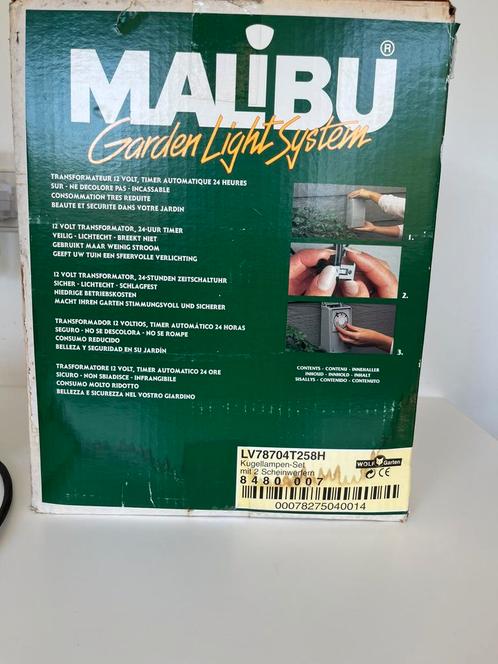 MALiBU®
Garden Light System
TRANSFORMATEUR 12 VOLT, TIMER AUTOMATIQUE 24 HEURES
SUR - NE DECOLORE PAS - INCASSABLE
CONSOMMATION TRES REDUITE
BEAUTE ET SECURITE DANS VOTRE JARDIN
12 VOLT TRANSFORMATOR, 24-UUR TIMER
VEILIG - LICHTECHT - BREEKT NIET
GEBRUIKT MAAR WEINIG STROOM
GEEFT UW TUIN EEN SFEERVOLLE VERLICHTING
12 VOLT TRANSFORMATOR, 24-STUNDEN ZEITSCHALTUHR
SICHER - LICHTECHT - SCHLAGFEST
NIEDRIGE BETRIEBSKOSTEN
MACHT IHREN GARTEN STIMMUNGSVOLL UND SICHERER
TRANSFORMADOR 12 VOLTIOS, TIMER AUTOMÁTICO 24 HORAS
SEGURO - NO SE DESCOLORA - NO SE ROMPE
CONSUMO REDUCIDO
BELLEZA Y SEGURIDAD EN SU JARDÍN
TRASFORMATORE 12 VOLT, TIMER AUTOMATICO 24 ORE
SICURO - NON SBIADISCE - INFRANGIBILE
CONSUMO MOLTO RIDOTTO
BELLEZZA E SICUREZZA NEL VOSTRO GIARDINO
1.
2.
3.
CONTENTS - CONTENU - INNEHALLER
INHOUD - INNHOLD - INHALT
SISALLYS - CONTENIDO - CONTENUTO
LV78704T258H
Kugellampen-Set
mit 2 Scheinwerfern
8480 007
WOLF Garten
CE
00078275040014